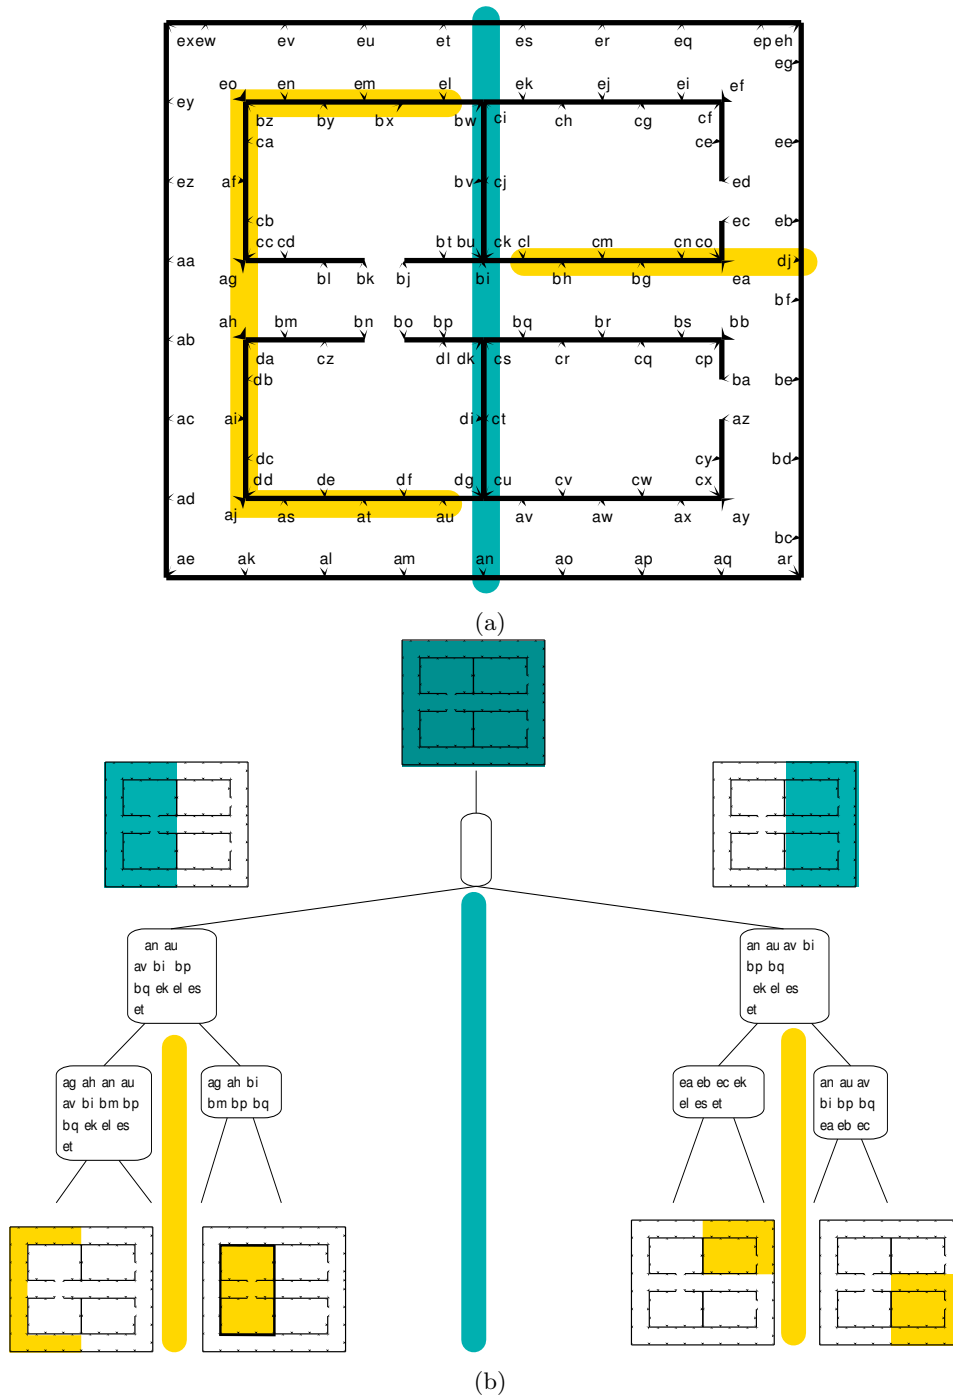 exew ev eu et es er eq ep eh
eg
eo en em el ek ej ei ef
ey
bz by bx bw ci ch cg cf
ca ce ee
ez af bv cj ed
cb ec eb
cc cd bt bu ck cl cm cn co
aa dj
ag bl bk bj bi bh bg ea
bf
ah bm bn bo bp bq br bs bb
ab
da cz dl dk cs cr cq cp
db ba be
ac ai di ct az
dc cy bd
dd de df dg cu cv cw cx
ad
aj as at au av aw ax ay
bc
ae ak al am an ao ap aq ar
(a)
an au
av bi bp
bq ek el es
et
an au av bi
bp bq
ek el es
et
ag ah an au
av bi bm bp
bq ek el es
et
ag ah bi
bm bp bq
ea eb ec ek
el es et
an au av
bi bp bq
ea eb ec
(b)